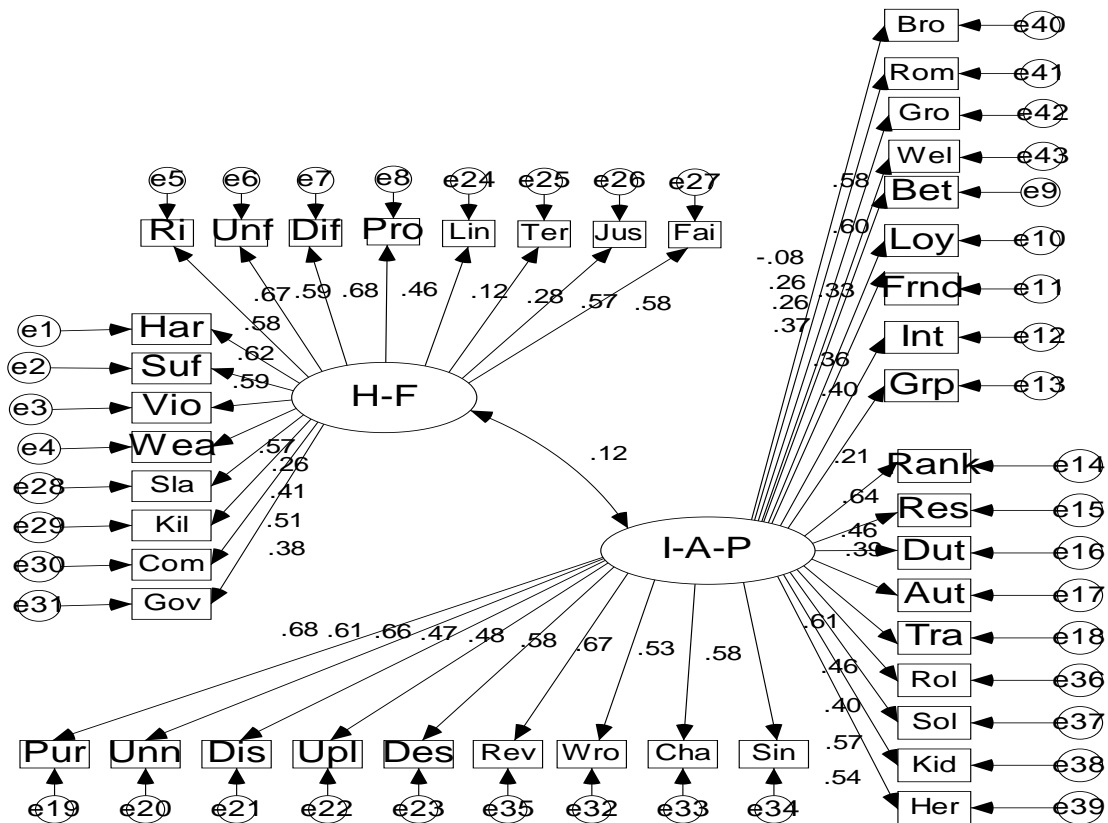 Bro e40
Rom e41
Gro e42
Wel e43
Bet e9
Loy e10
Frnd e11
Int e12
Grp e13
e5 e6 e7 e8 e24 e25 e26 e27
Ri Unf Dif Pro Lin Ter Jus Fai
.67 .59 .68 .46 .12 .28 .57 .58
.58
.62
.59
e1 Har
e2 Suf
e3 Vio
e4 Wea
e28 Sla
e29 Kil
e30 Com
e31 Gov
H-F
.57
.26
.41
.51
.38
.12
.58
.60
-.08
.26
.33
.26
.37
.36
.40
.21
.64
.46
.39
I-A-P
Rank e14
Res e15
Dut e16
Aut e17
Tra e18
Rol e36
Sol e37
Kid e38
Her e39
.61
.46
.40
.57
.54
.68 .61 .66 .47 .48 .58 .67 .53 .58
Pur Unn Dis Upl Des Rev Wro Cha Sin
e19 e20 e21 e22 e23 e35 e32 e33 e34